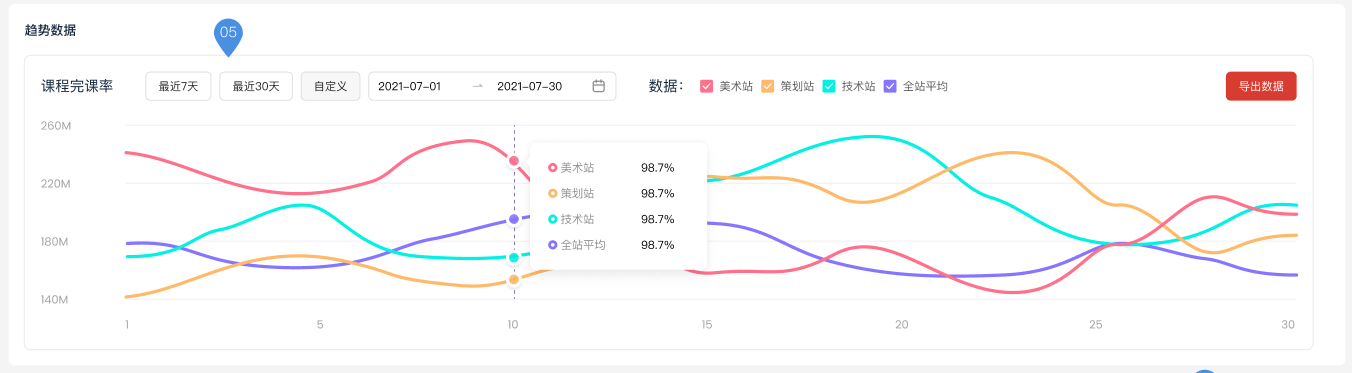 趋势数据
05
课程完课率 最近7天 最近30天 自定义 2021-07-01 → 2021-07-30 数据： 美术站 策划站 技术站 全站平均 导出数据
260M
220M
180M
140M
美术站 98.7%
策划站 98.7%
技术站 98.7%
全站平均 98.7%
1 5 10 15 20 25 30